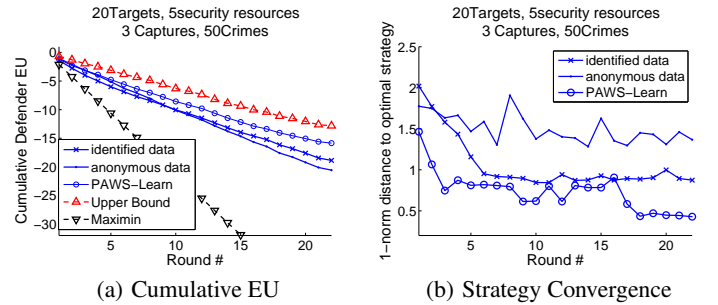 20Targets, 5security resources
3 Captures, 50Crimes
Cumulative Defender EU
0
−5
−10
−15
−20
−25
−30
identified data
anonymous data
PAWS−Learn
Upper Bound
Maximin
5
10
15
20
Round #
(a) Cumulative EU
20Targets, 5security resources
3 Captures, 50Crimes
1−norm distance to optimal strategy
2.5
2
1.5
1
0.5
identified data
anonymous data
PAWS−Learn
5
10
15
20
Round #
(b) Strategy Convergence